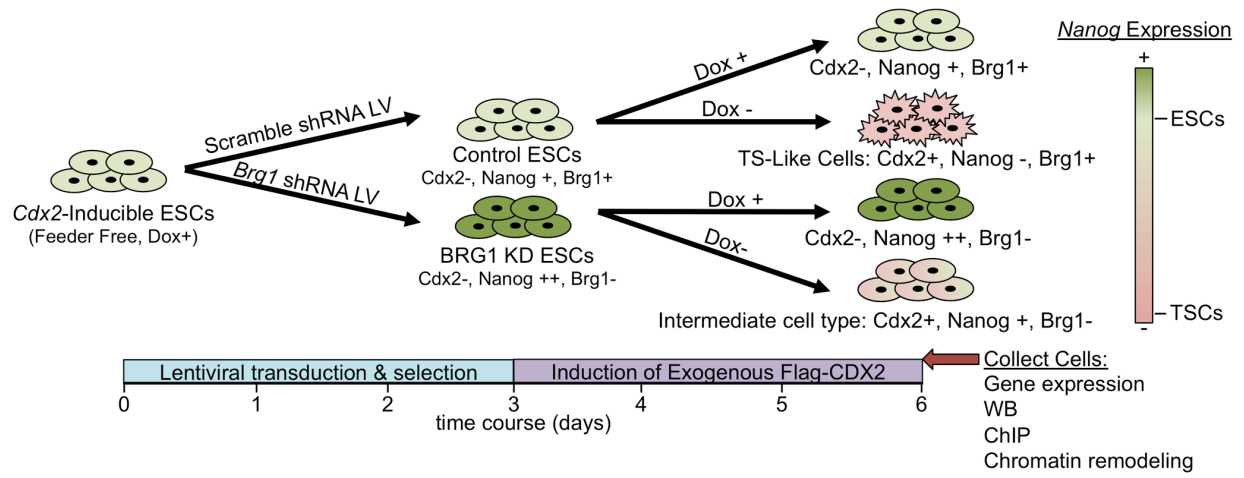 Nanog Expression
+
ESCs
TSCs
-
Cdx2-Inducible ESCs
(Feeder Free, Dox+)
Scramble shRNA LV
Brg1 shRNA LV
Control ESCs
Cdx2-, Nanog +, Brg1+
BRG1 KD ESCs
Cdx2-, Nanog ++, Brg1-
Dox +
Cdx2-, Nanog +, Brg1+
Dox -
TS-Like Cells: Cdx2+, Nanog -, Brg1+
Dox +
Cdx2-, Nanog ++, Brg1-
Dox-
Intermediate cell type: Cdx2+, Nanog +, Brg1-
Lentiviral transduction & selection
Induction of Exogenous Flag-CDX2
0 1 2 3 4 5 6
time course (days)
Collect Cells:
Gene expression
WB
ChIP
Chromatin remodeling